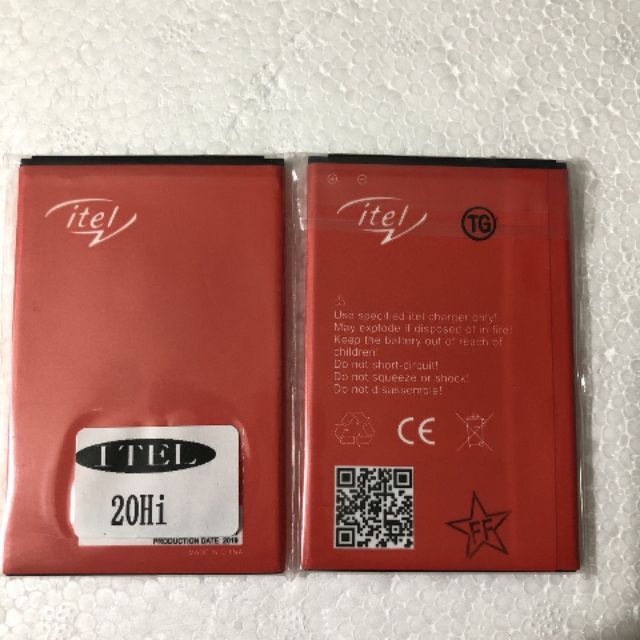 itel
ITEL
20Hi
PRODUCTION DATE 2019
MADE IN CHINA
itel
TG
Use specified itel charger only!
May explode if disposed of in fire!
Keep the battery out of reach of
children!
Do not short-circuit!
Do not squeeze or shock!
Do not disassemble!
CE
FF